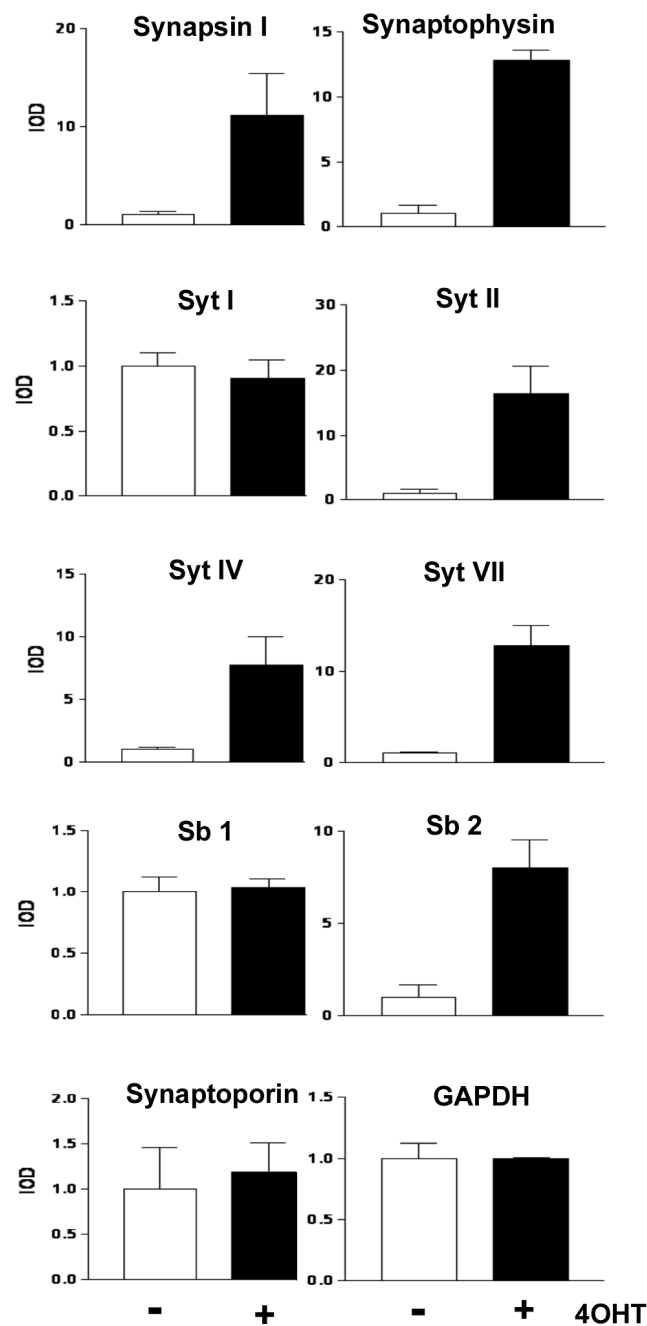 Synapsin I
Synaptophysin
IOD
20
10
0
15
10
5
0
Syt I
Syt II
IOD
1.5
1.0
0.5
0.0
30
20
10
0
Syt IV
Syt VII
IOD
15
10
5
0
20
10
0
Sb 1
Sb 2
IOD
1.5
1.0
0.5
0.0
10
5
0
Synaptoporin
GAPDH
IOD
2.0
1.5
1.0
0.5
0.0
1.5
1.0
0.5
0.0
- + - + 4OHT